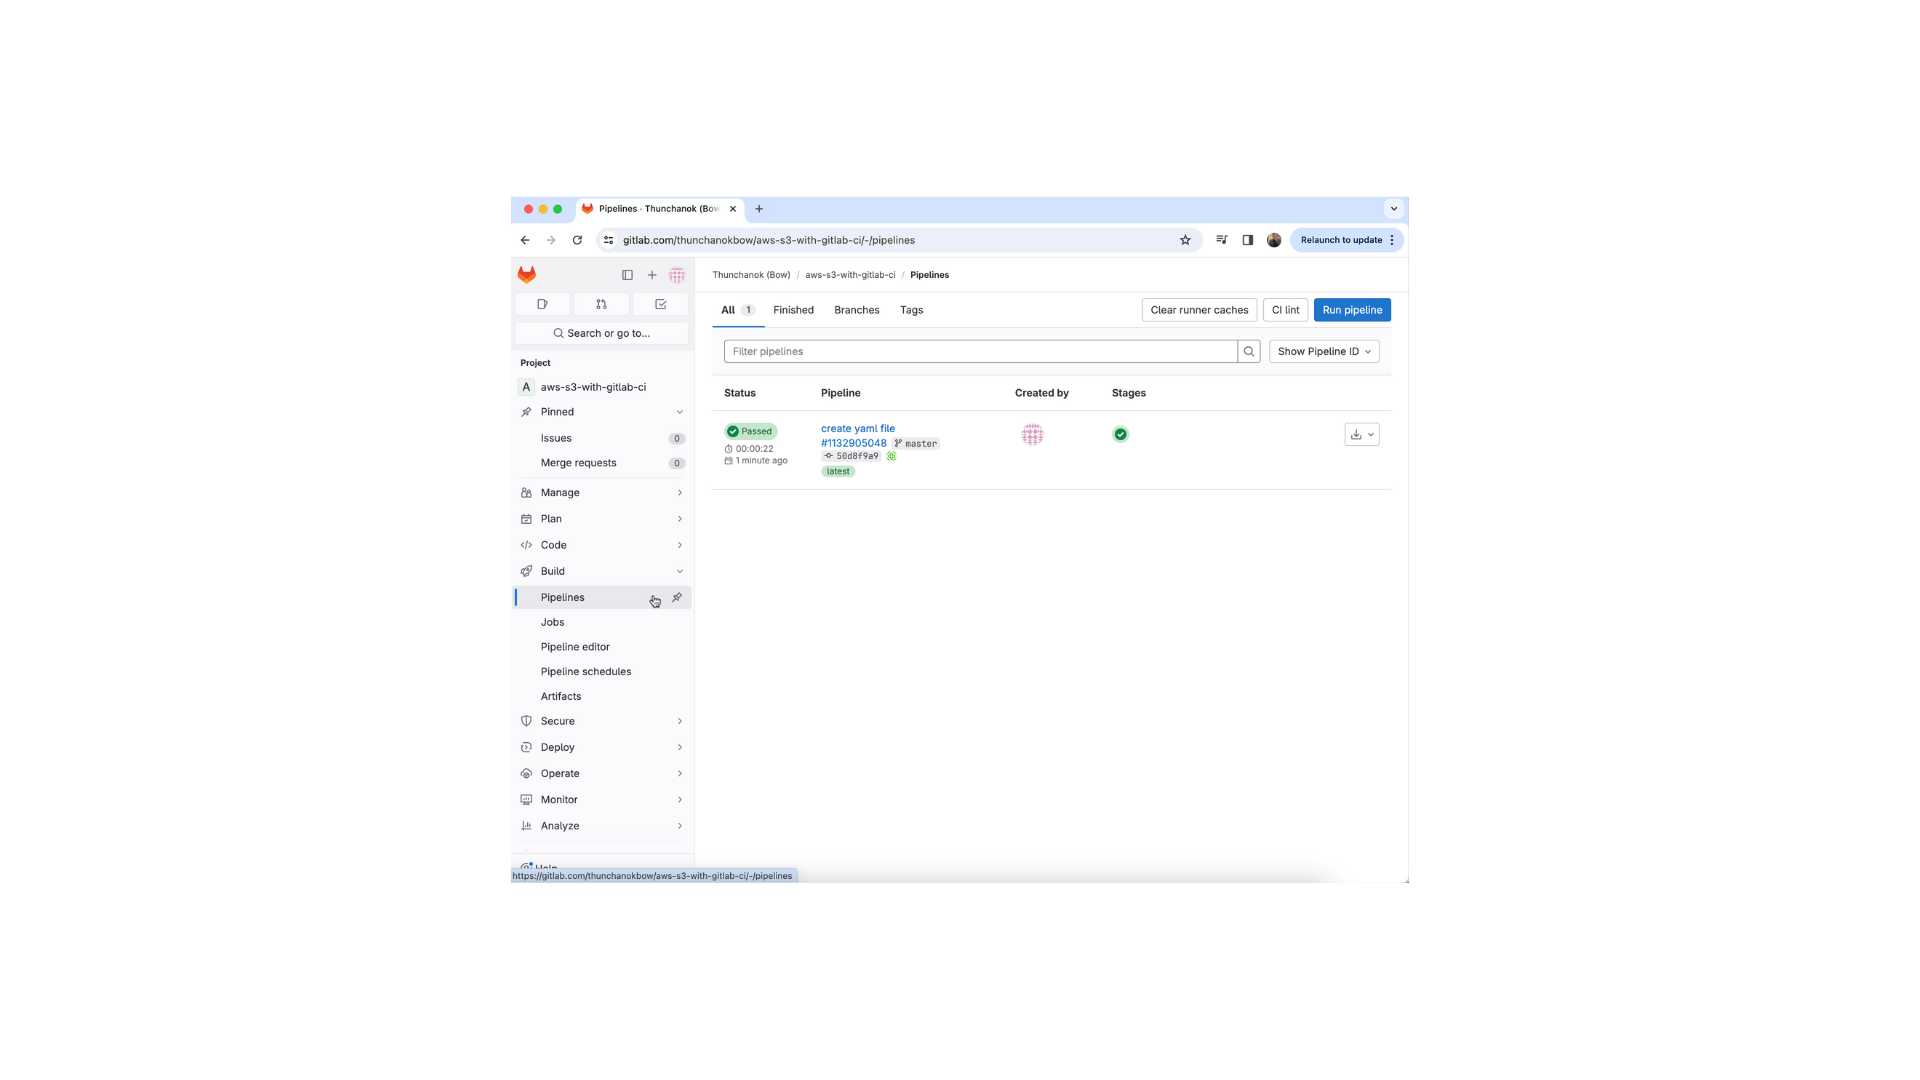 Pipelines · Thunchanok (Bow
gitlab.com/thunchanokbow/aws-s3-with-gitlab-ci/-/pipelines
Relaunch to update
Thunchanok (Bow) / aws-s3-with-gitlab-ci / Pipelines
Search or go to...
All 1 Finished Branches Tags
Clear runner caches CI lint Run pipeline
Filter pipelines
Show Pipeline ID
Project
A aws-s3-with-gitlab-ci
Pinned
Issues 0
Merge requests 0
Manage
Plan
Code
Build
Pipelines
Jobs
Pipeline editor
Pipeline schedules
Artifacts
Secure
Deploy
Operate
Monitor
Analyze
Help
Status Pipeline Created by Stages
Passed
00:00:22
1 minute ago
create yaml file
#1132905048 master
50d8f9a9
latest
https://gitlab.com/thunchanokbow/aws-s3-with-gitlab-ci/-/pipelines